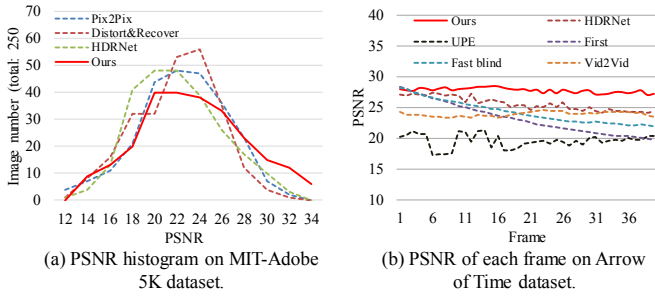 Image number (total: 250
70
60
50
40
30
20
10
0
12 14 16 18 20 22 24 26 28 30 32 34
PSNR
Pix2Pix
Distort&Recover
HDRNet
Ours
(a) PSNR histogram on MIT-Adobe
5K dataset.
PSNR
40
35
30
25
20
15
10
1 6 11 16 21 26 31 36
Frame
Ours
HDRNet
UPE
First
Fast blind
Vid2Vid
(b) PSNR of each frame on Arrow
of Time dataset.